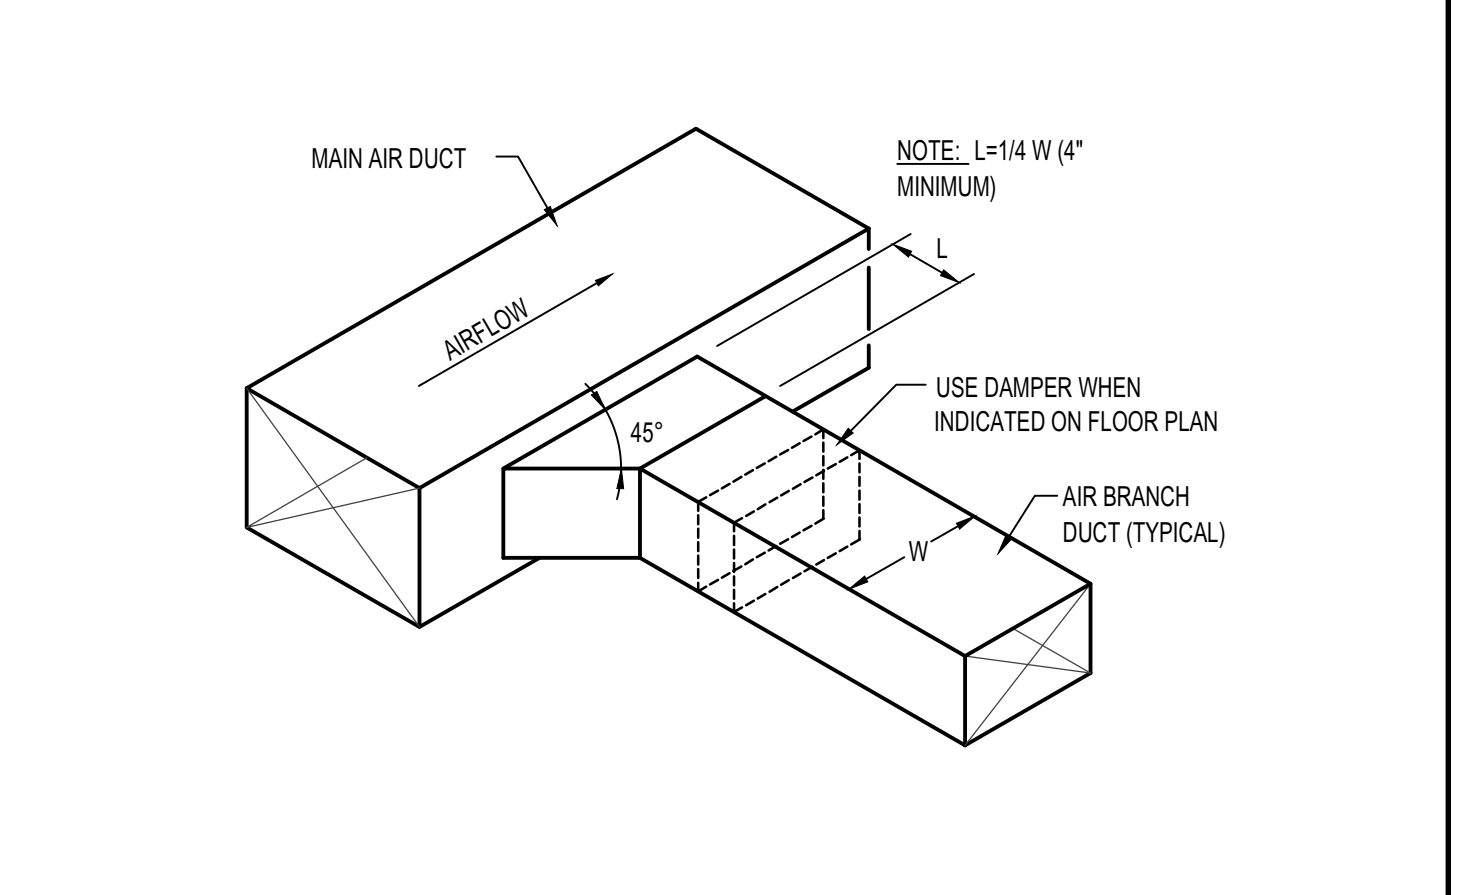 MAIN AIR DUCT
NOTE: L=1/4 W (4"
MINIMUM)
L
AIRFLOW
USE DAMPER WHEN
INDICATED ON FLOOR PLAN
45°
AIR BRANCH
DUCT (TYPICAL)
W